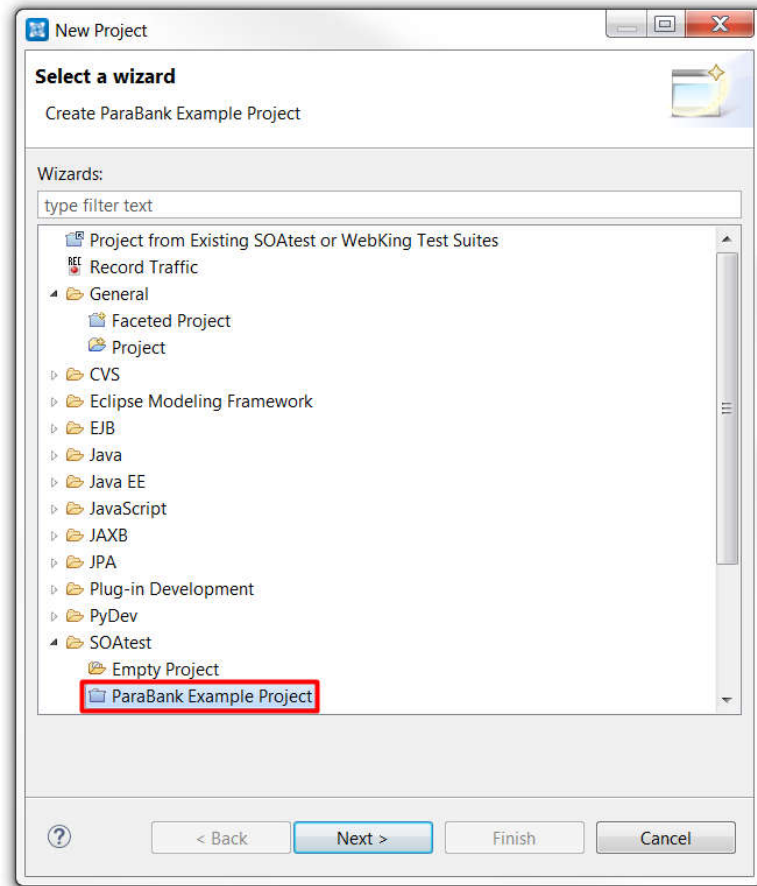 New Project
Select a wizard
Create ParaBank Example Project
Wizards:
type filter text
Project from Existing SOAtest or WebKing Test Suites
REC Record Traffic
General
Faceted Project
Project
CVS
Eclipse Modeling Framework
EJB
Java
Java EE
JavaScript
JAXB
JPA
Plug-in Development
PyDev
SOAtest
Empty Project
ParaBank Example Project
? < Back Next > Finish Cancel